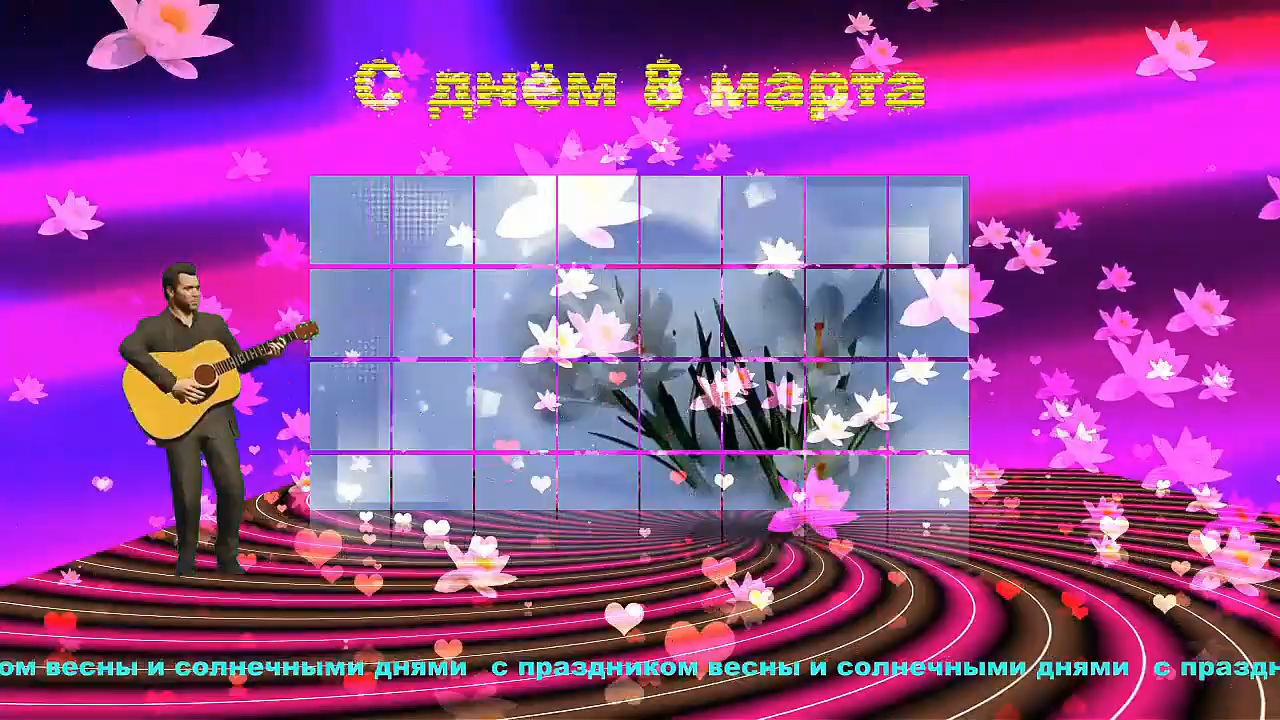 С днём 8 марта
ом весны и солнечными днями с праздником весны и солнечными днями с праздн